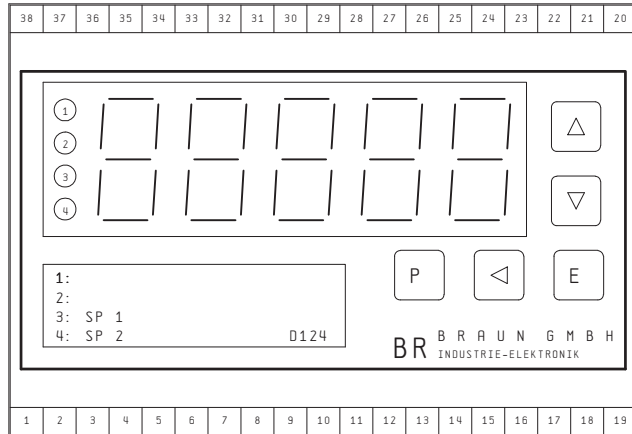 38 37 36 35 34 33 32 31 30 29 28 27 26 25 24 23 22 21 20
1
2
3
4
1:
2:
3: SP 1
4: SP 2 D124
P E
BR BRAUN GMBH
INDUSTRIE-ELEKTRONIK
1 2 3 4 5 6 7 8 9 10 11 12 13 14 15 16 17 18 19